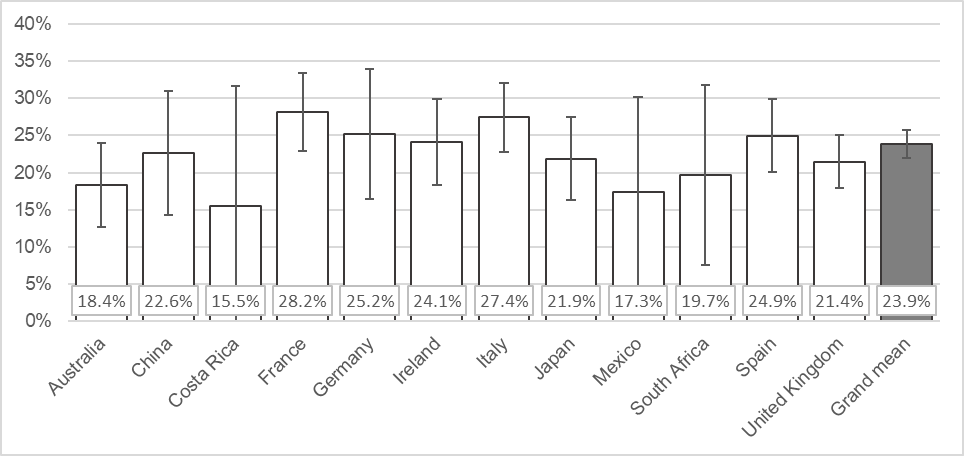 40%
35%
30%
25%
20%
15%
10%
5%
0%
18.4% 22.6% 15.5% 28.2% 25.2% 24.1% 27.4% 21.9% 17.3% 19.7% 24.9% 21.4% 23.9%
Australia
China
Costa Rica
France
Germany
Ireland
Italy
Japan
Mexico
South Africa
Spain
United Kingdom
Grand mean